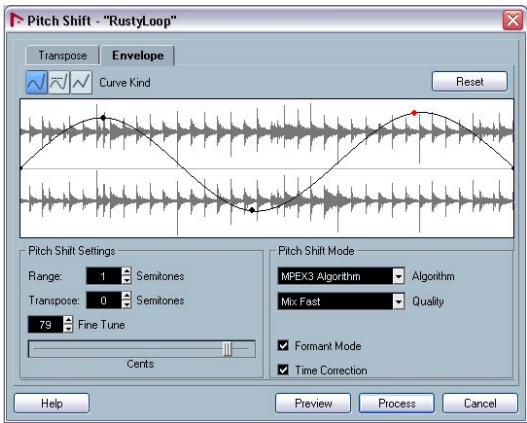 Pitch Shift - "RustyLoop"
Transpose Envelope
Curve Kind Reset
Pitch Shift Settings
Range: 1 Semitones
Transpose: 0 Semitones
79 Fine Tune
Cents
Pitch Shift Mode
MPEX3 Algorithm Algorithm
Mix Fast Quality
Formant Mode
Time Correction
Help Preview Process Cancel